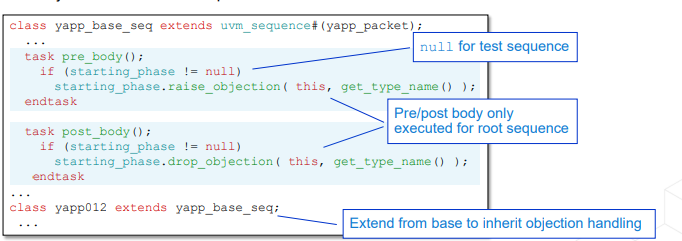 class yapp_base_seq extends uvm_sequence#(yapp_packet);
...
task pre_body();
if (starting_phase != null)
starting_phase.raise_objection( this, get_type_name() );
endtask
null for test sequence
Pre/post body only
executed for root sequence
task post_body();
if (starting_phase != null)
starting_phase.drop_objection( this, get_type_name() );
endtask
...
class yapp012 extends yapp_base_seq;
...
Extend from base to inherit objection handling